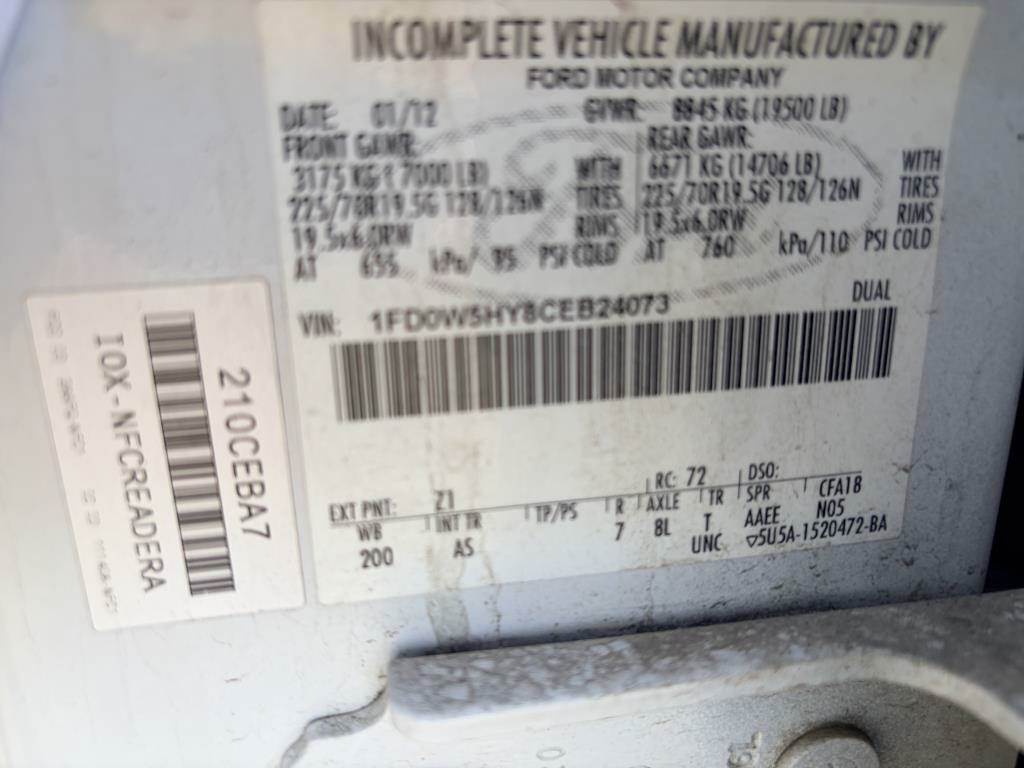 INCOMPLETE VEHICLE MANUFACTURED BY
FORD MOTOR COMPANY
DATE: 01/12 GVWR: 8845 KG (19500 LB)
FRONT GAWR: REAR GAWR:
3175 KG ( 7000 LB) WITH 6671 KG (14706 LB) WITH
225/70R19.5G 128/126N TIRES 225/70R19.5G 128/126N TIRES
19.5x6.0RW RIMS 19.5x6.0RW RIMS
AT 655 kPa/ 95 PSI COLD AT 760 kPa/110 PSI COLD
DUAL
VIN: 1FD0W5HY8CEB24073
EXT PNT: Z1 RC: 72 DSO:
WB INT TR TP/PS R AXLE TR SPR CFA1B
200 AS 7 8L T AAEE N05
UNC ▽5U5A-1520472-BA
210CEBA7
IOX-NFCREADERA